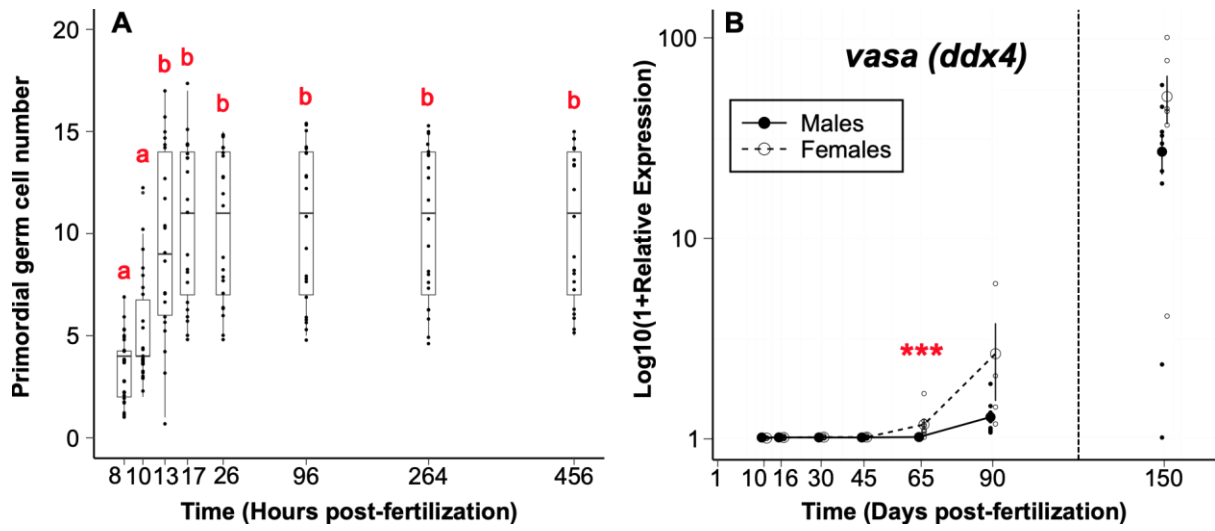 A
Primordial germ cell number
20
15
10
5
0
a
a
b
b
b
b
b
b
8 10 13 17 26 96 264 456
Time (Hours post-fertilization)
B
vasa (ddx4)
Males
Females
Log10(1+Relative Expression)
100
10
1
***
1 10 16 30 45 65 90 150
Time (Days post-fertilization)